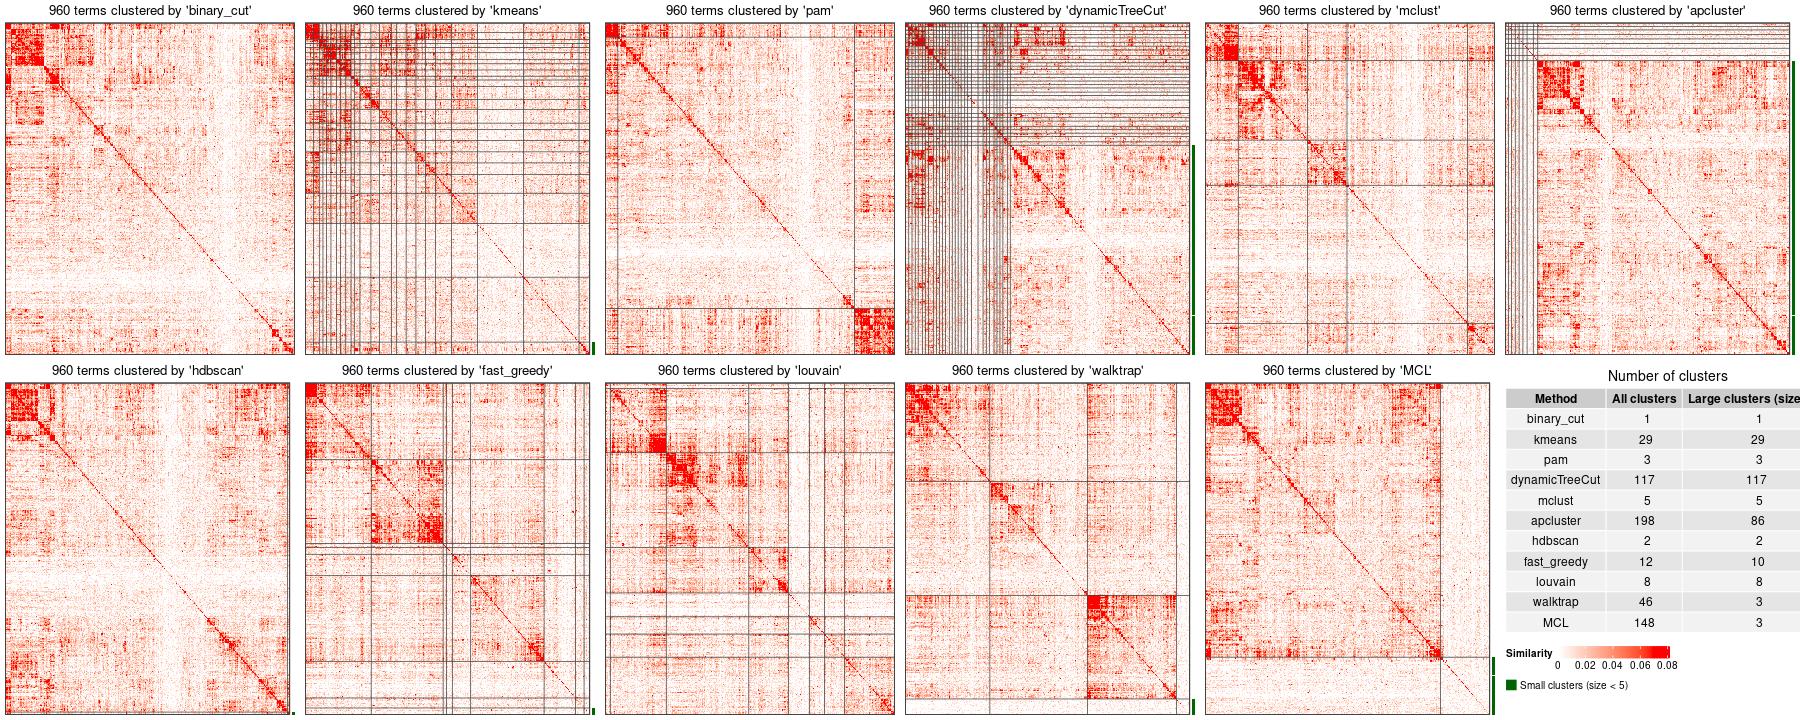 960 terms clustered by 'binary_cut'
960 terms clustered by 'kmeans'
960 terms clustered by 'pam'
960 terms clustered by 'dynamicTreeCut'
960 terms clustered by 'mclust'
960 terms clustered by 'apcluster'
960 terms clustered by 'hdbscan'
960 terms clustered by 'fast_greedy'
960 terms clustered by 'louvain'
960 terms clustered by 'walktrap'
960 terms clustered by 'MCL'
Number of clusters
Method All clusters Large clusters (size
binary_cut 1 1
kmeans 29 29
pam 3 3
dynamicTreeCut 117 117
mclust 5 5
apcluster 198 86
hdbscan 2 2
fast_greedy 12 10
louvain 8 8
walktrap 46 3
MCL 148 3
Similarity
0 0.02 0.04 0.06 0.08
Small clusters (size < 5)